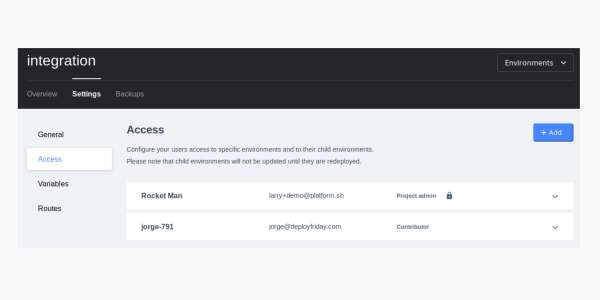 integration
Environments
Overview Settings Backups
General
Access
Variables
Routes
Access
+ Add
Configure your users access to specific environments and to their child environments.
Please note that child environments will not be updated until they are redeployed.
Rocket Man larry+demo@platform.sh Project admin
jorge-791 jorge@deployfriday.com Contributor